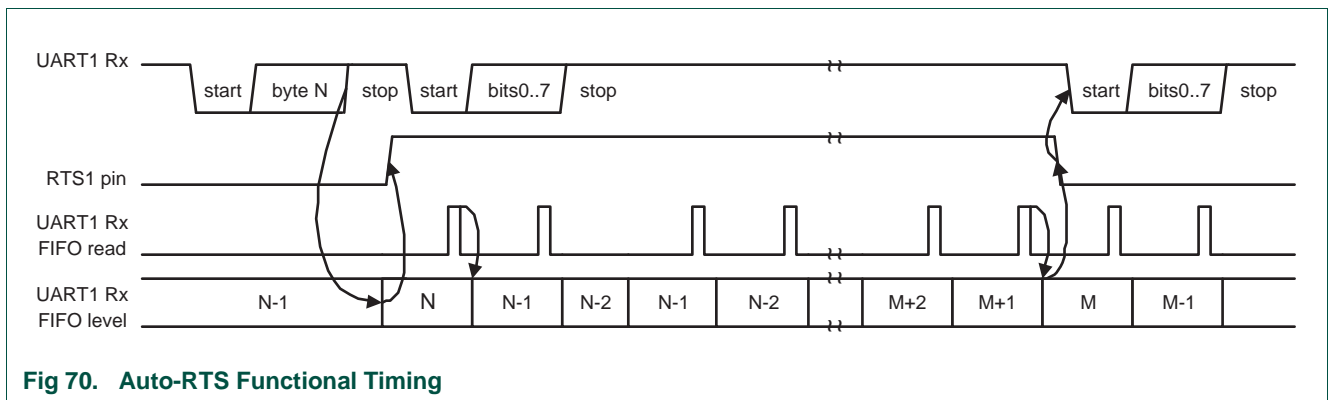 UART1 Rx
start byte N stop start bits0..7 stop start bits0..7 stop
RTS1 pin
UART1 Rx
FIFO read
UART1 Rx
FIFO level
N-1 N N-1 N-2 N-1 N-2 M+2 M+1 M M-1
Fig 70. Auto-RTS Functional Timing